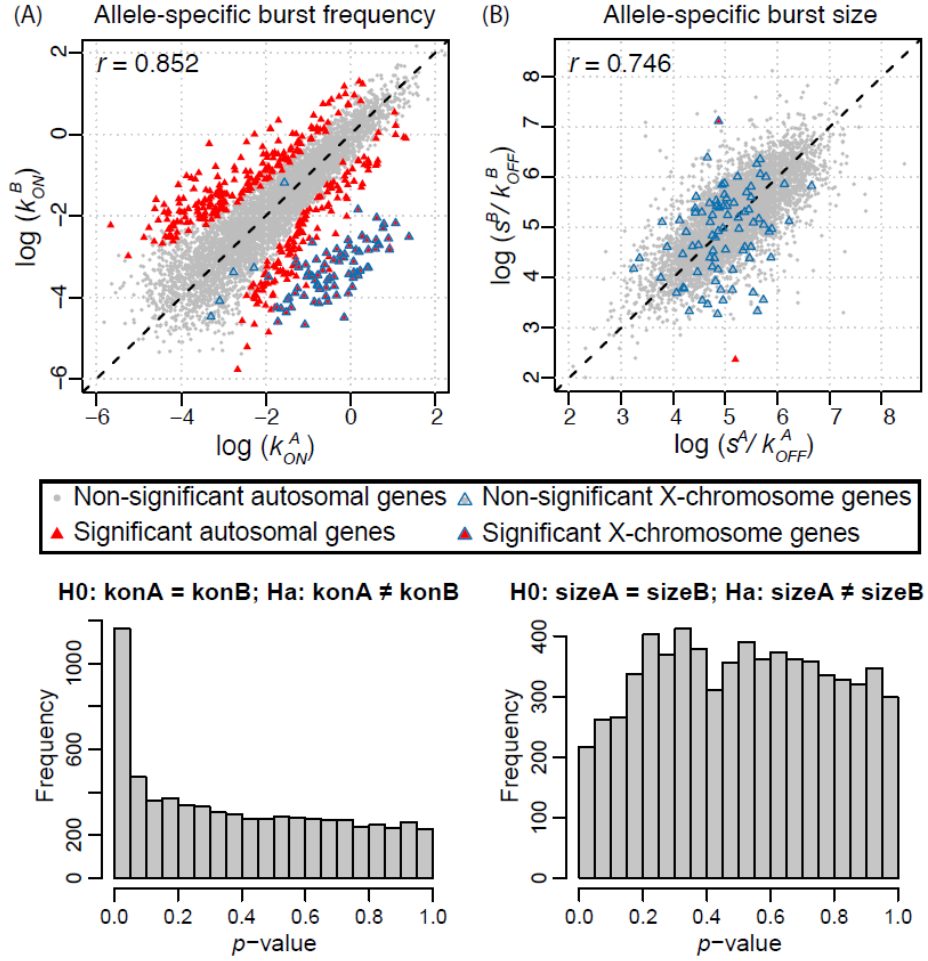 (A) Allele-specific burst frequency
r = 0.852
log (k_ON^B)
2
0
−2
−4
−6
−6 −4 −2 0 2
log (k_ON^A)
(B) Allele-specific burst size
r = 0.746
log (s^B/ k_OFF^B)
8
7
6
5
4
3
2
2 3 4 5 6 7 8
log (s^A/ k_OFF^A)
Non-significant autosomal genes
Non-significant X-chromosome genes
Significant autosomal genes
Significant X-chromosome genes
H0: konA = konB; Ha: konA ≠ konB
Frequency
1000
600
200
0
0.0 0.2 0.4 0.6 0.8 1.0
p−value
H0: sizeA = sizeB; Ha: sizeA ≠ sizeB
Frequency
400
300
200
100
0
0.0 0.2 0.4 0.6 0.8 1.0
p−value